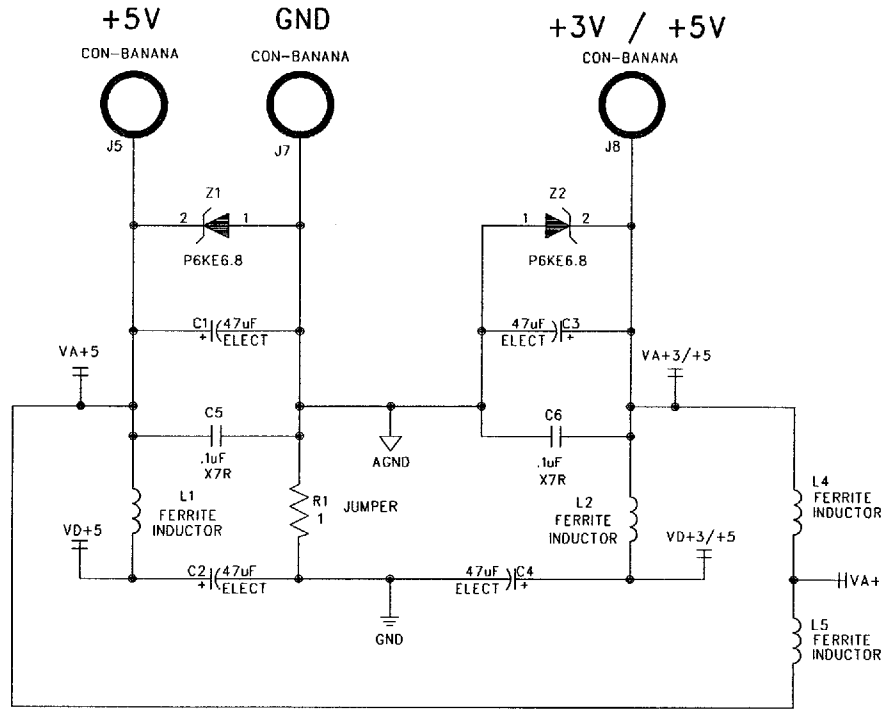 +5V
GND
+3V / +5V
CON-BANANA
CON-BANANA
CON-BANANA
J5
J7
J8
Z1
2
1
P6KE6.8
Z2
1
2
P6KE6.8
C1
47uF
+
ELECT
47uF
C3
ELECT
+
VA+5
VA+3/+5
C5
.1uF
X7R
AGND
C6
.1uF
X7R
L1
FERRITE
INDUCTOR
R1
1
JUMPER
L2
FERRITE
INDUCTOR
L4
FERRITE
INDUCTOR
VD+5
VD+3/+5
C2
47uF
+
ELECT
47uF
C4
ELECT
+
VA+
GND
L5
FERRITE
INDUCTOR